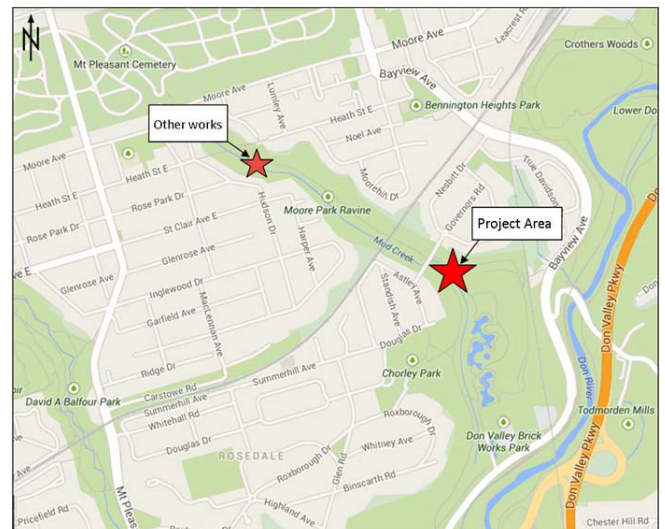 N
Mt Pleasant Cemetery
Moore Ave
Leacrest Rd
Crothers Woods
Bayview Ave
Lumley Ave
Moore Ave
Bennington Heights Park
Lower Do
Other works
Heath St E
Noel Ave
Moore Ave
Heath St E
Moorehill Dr
Nesbitt Dr
True Davidson
Heath St E
Rose Park Dr
Governors Rd
Hudson Dr
Moore Park Ravine
Project Area
Bayview Ave
Rose Park Dr
St Clair Ave E
Harper Ave
Mud Creek
Glenrose Ave
e E
Astley Ave
Don Valley Pkwy
Glenrose Ave
Inglewood Dr
MacLennan Ave
Standish Ave
Garfield Ave
Douglas Dr
Don River
Ridge Dr
Summerhill Ave
Chorley Park
Carstowe Rd
David A Balfour Park
Summerhill Ave
Todmorden Mills
Whitehall Rd
Roxborough Dr
Don Valley Brick
Works Park
Douglas Dr
Whitney Ave
ROSEDALE
Glen Rd
Roxborough Dr
Binscarth Rd
Don Valley Pkwy
Mt Pleas
Highland Ave
Pricefield Rd
Chester Hill Rd